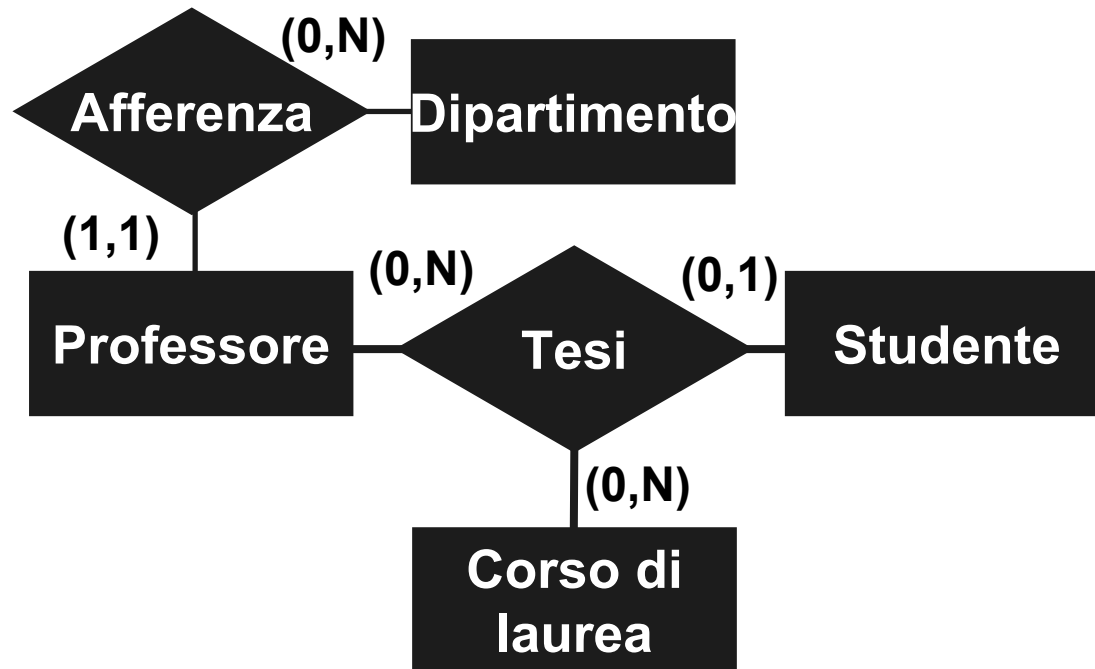 (0,N)
Afferenza
Dipartimento
(1,1)
(0,N)
(0,1)
Professore
Tesi
Studente
(0,N)
Corso di
laurea